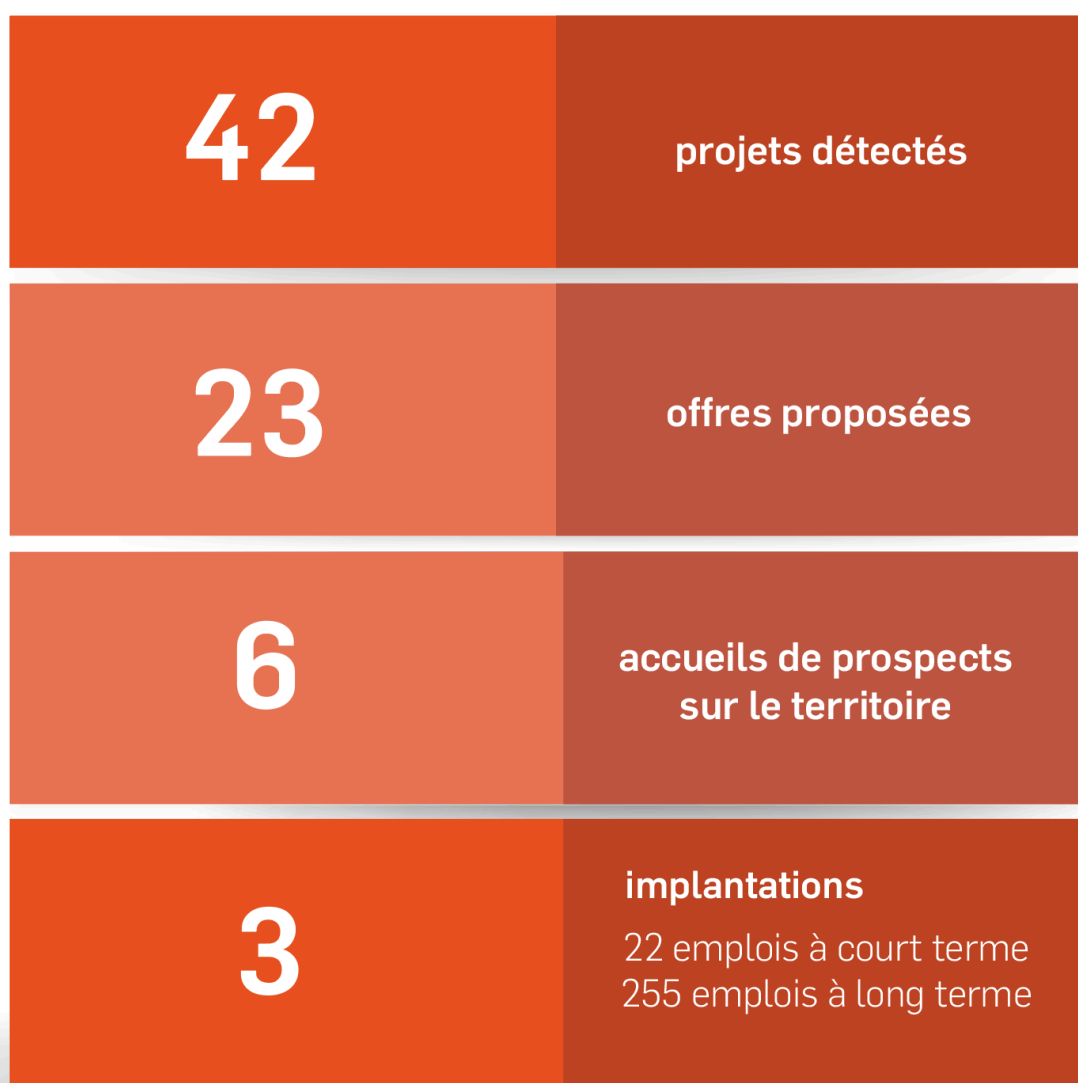 42
projets détectés
23
offres proposées
6
accueils de prospects
sur le territoire
3
implantations
22 emplois à court terme
255 emplois à long terme